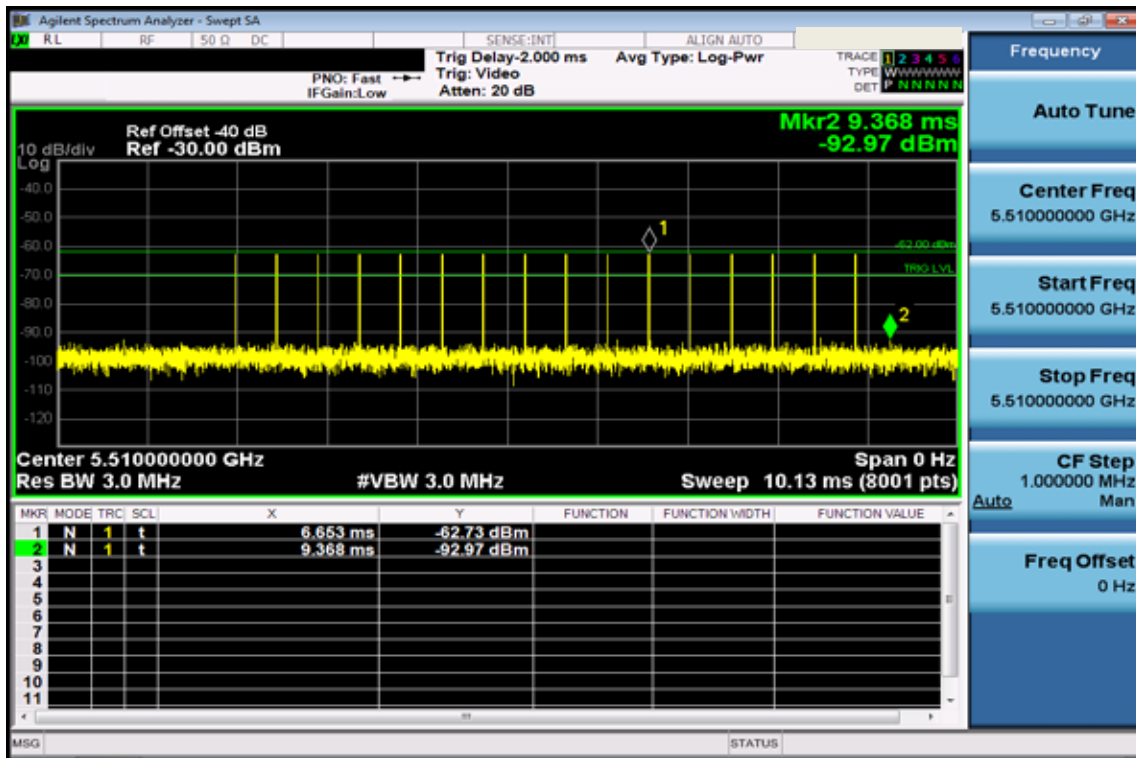 Agilent Spectrum Analyzer - Swept SA
LXI RL RF 50 Ω DC SENSE:INT ALIGN AUTO
Frequency
Trig Delay-2.000 ms Avg Type: Log-Pwr TRACE 1 2 3 4 5 6
PNO: Fast Trig: Video TYPE WWWWWWW
IFGain:Low Atten: 20 dB DET P N N N N N
Auto Tune
Mkr2 9.368 ms
Ref Offset -40 dB -92.97 dBm
10 dB/div Ref -30.00 dBm
Log
-40.0
-50.0
-60.0
-70.0
-80.0
-90.0
-100
-110
-120
1
-62.00 dBm
TRIG LVL
2
Center 5.510000000 GHz Span 0 Hz
Res BW 3.0 MHz #VBW 3.0 MHz Sweep 10.13 ms (8001 pts)
MKR MODE TRC SCL X Y FUNCTION FUNCTION WIDTH FUNCTION VALUE
1 N 1 t 6.653 ms -62.73 dBm
2 N 1 t 9.368 ms -92.97 dBm
3
4
5
6
7
8
9
10
11
Center Freq
5.510000000 GHz
Start Freq
5.510000000 GHz
Stop Freq
5.510000000 GHz
CF Step
1.000000 MHz
Auto Man
Freq Offset
0 Hz
MSG STATUS